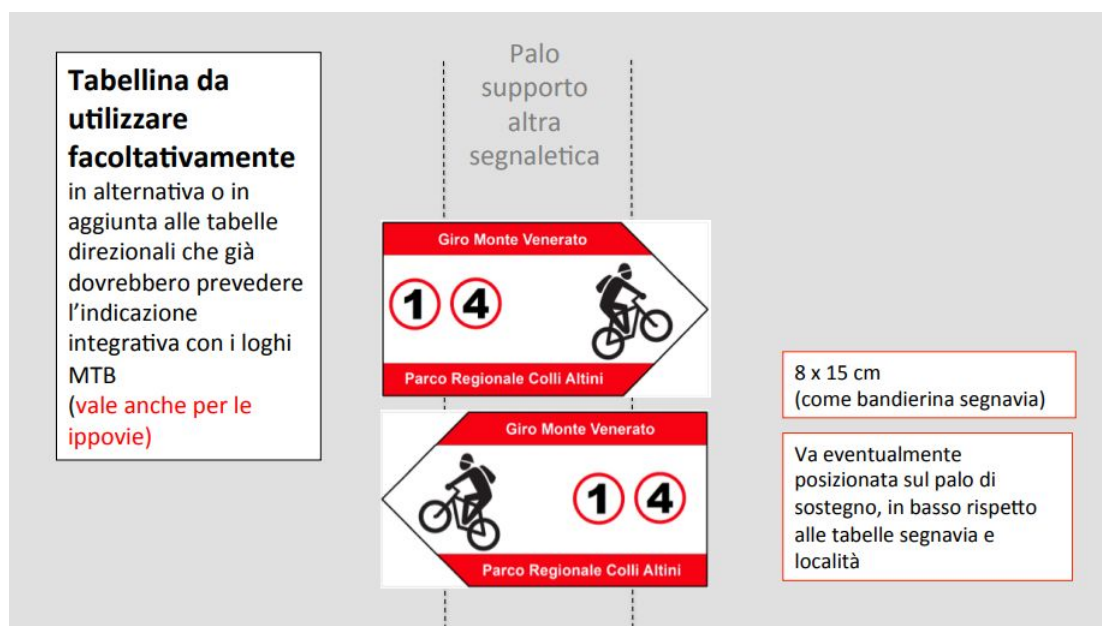 Tabellina da
utilizzare
facoltativamente
in alternativa o in
aggiunta alle tabelle
direzionali che già
dovrebbero prevedere
l'indicazione
integrativa con i loghi
MTB
(vale anche per le
ippovie)
Palo
supporto
altra
segnaletica
Giro Monte Venerato
1 4
Parco Regionale Colli Altini
Giro Monte Venerato
1 4
Parco Regionale Colli Altini
8 x 15 cm
(come bandierina segnavia)
Va eventualmente
posizionata sul palo di
sostegno, in basso rispetto
alle tabelle segnavia e
località